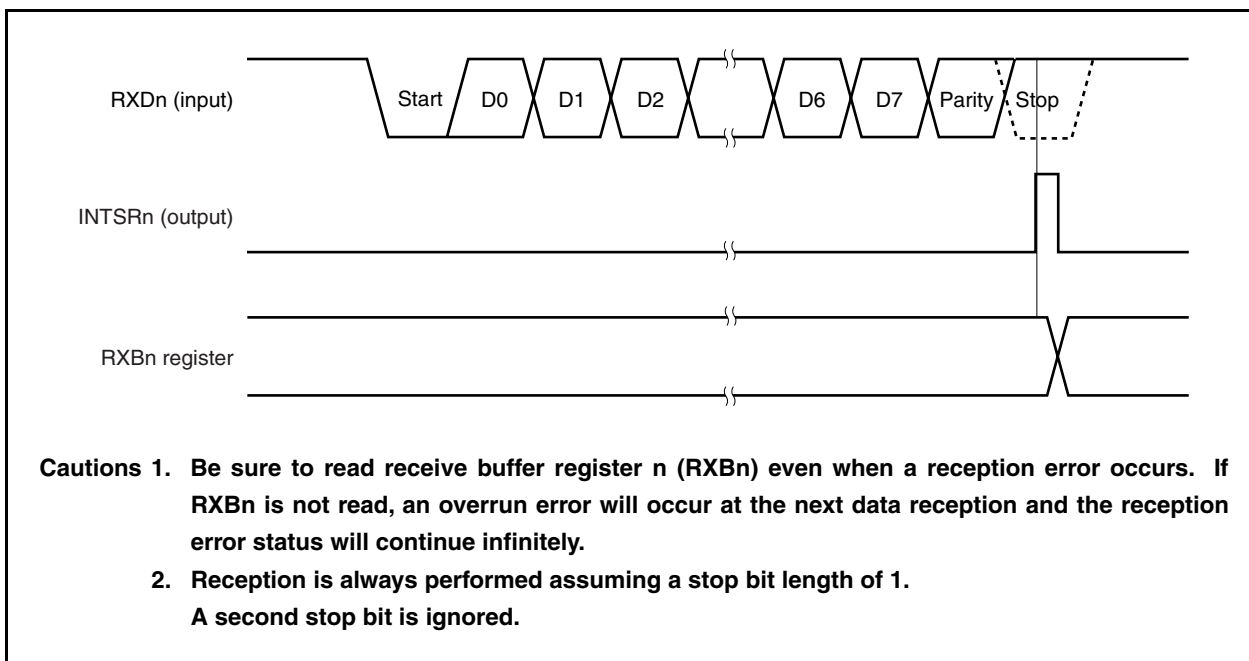 RXDn (input)
Start D0 D1 D2 D6 D7 Parity Stop
INTSRn (output)
RXBn register
Cautions 1. Be sure to read receive buffer register n (RXBn) even when a reception error occurs. If
RXBn is not read, an overrun error will occur at the next data reception and the reception
error status will continue infinitely.
2. Reception is always performed assuming a stop bit length of 1.
A second stop bit is ignored.